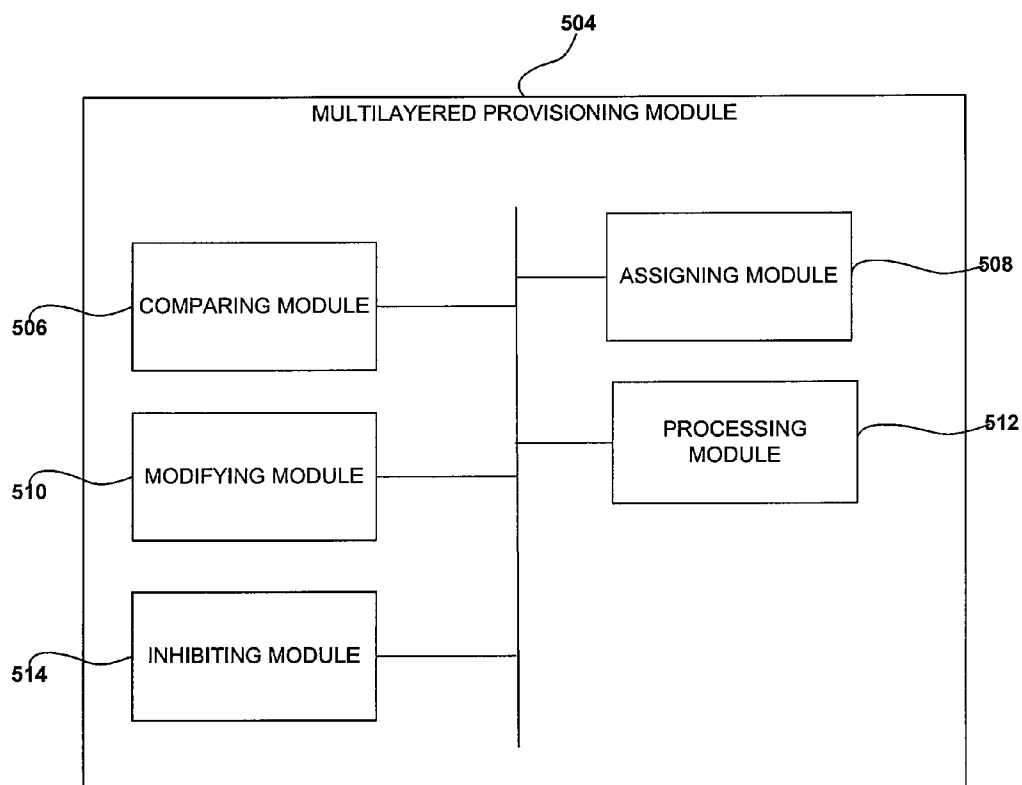 504
MULTILAYERED PROVISIONING MODULE
COMPARING MODULE
506
ASSIGNING MODULE
508
MODIFYING MODULE
510
PROCESSING
MODULE
512
INHIBITING MODULE
514